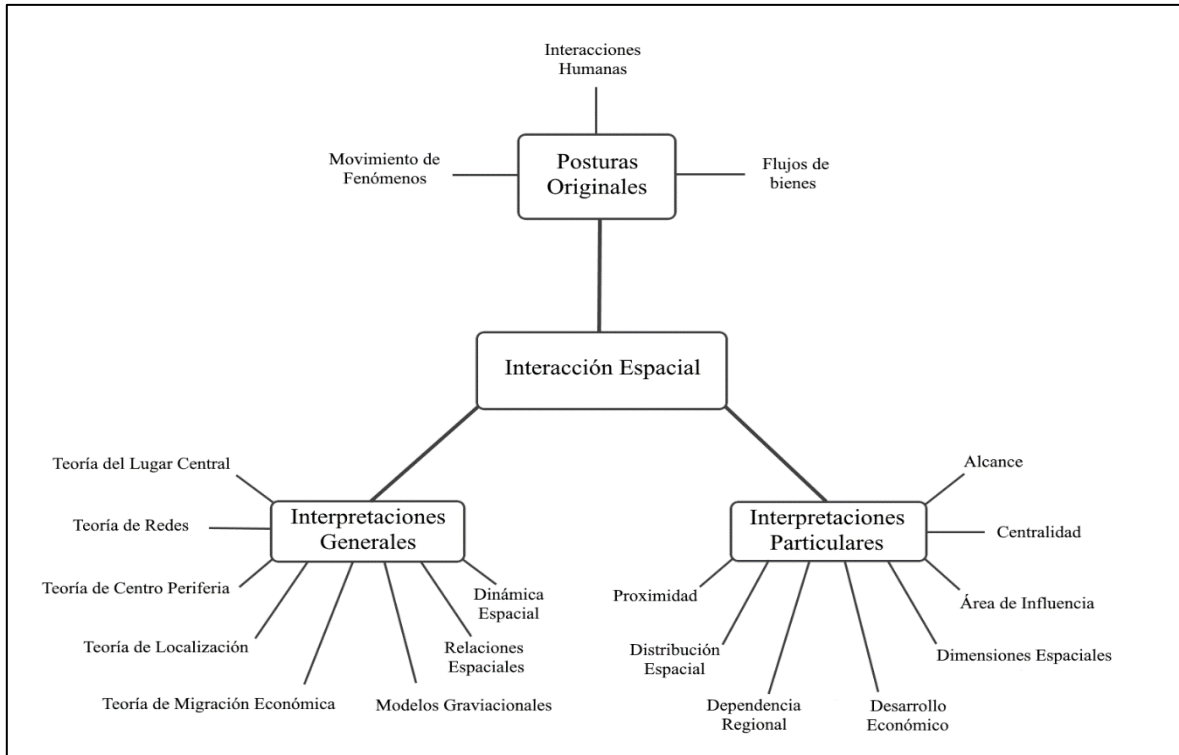 Interacciones
Humanas
Movimiento de
Fenómenos
Posturas
Originales
Flujos de
bienes
Interacción Espacial
Teoría del Lugar Central
Teoría de Redes
Teoría de Centro Periferia
Teoría de Localización
Teoría de Migración Económica
Interpretaciones
Generales
Dinámica
Espacial
Relaciones
Espaciales
Modelos Graviacionales
Interpretaciones
Particulares
Alcance
Centralidad
Área de Influencia
Dimensiones Espaciales
Proximidad
Distribución
Espacial
Dependencia
Regional
Desarrollo
Económico